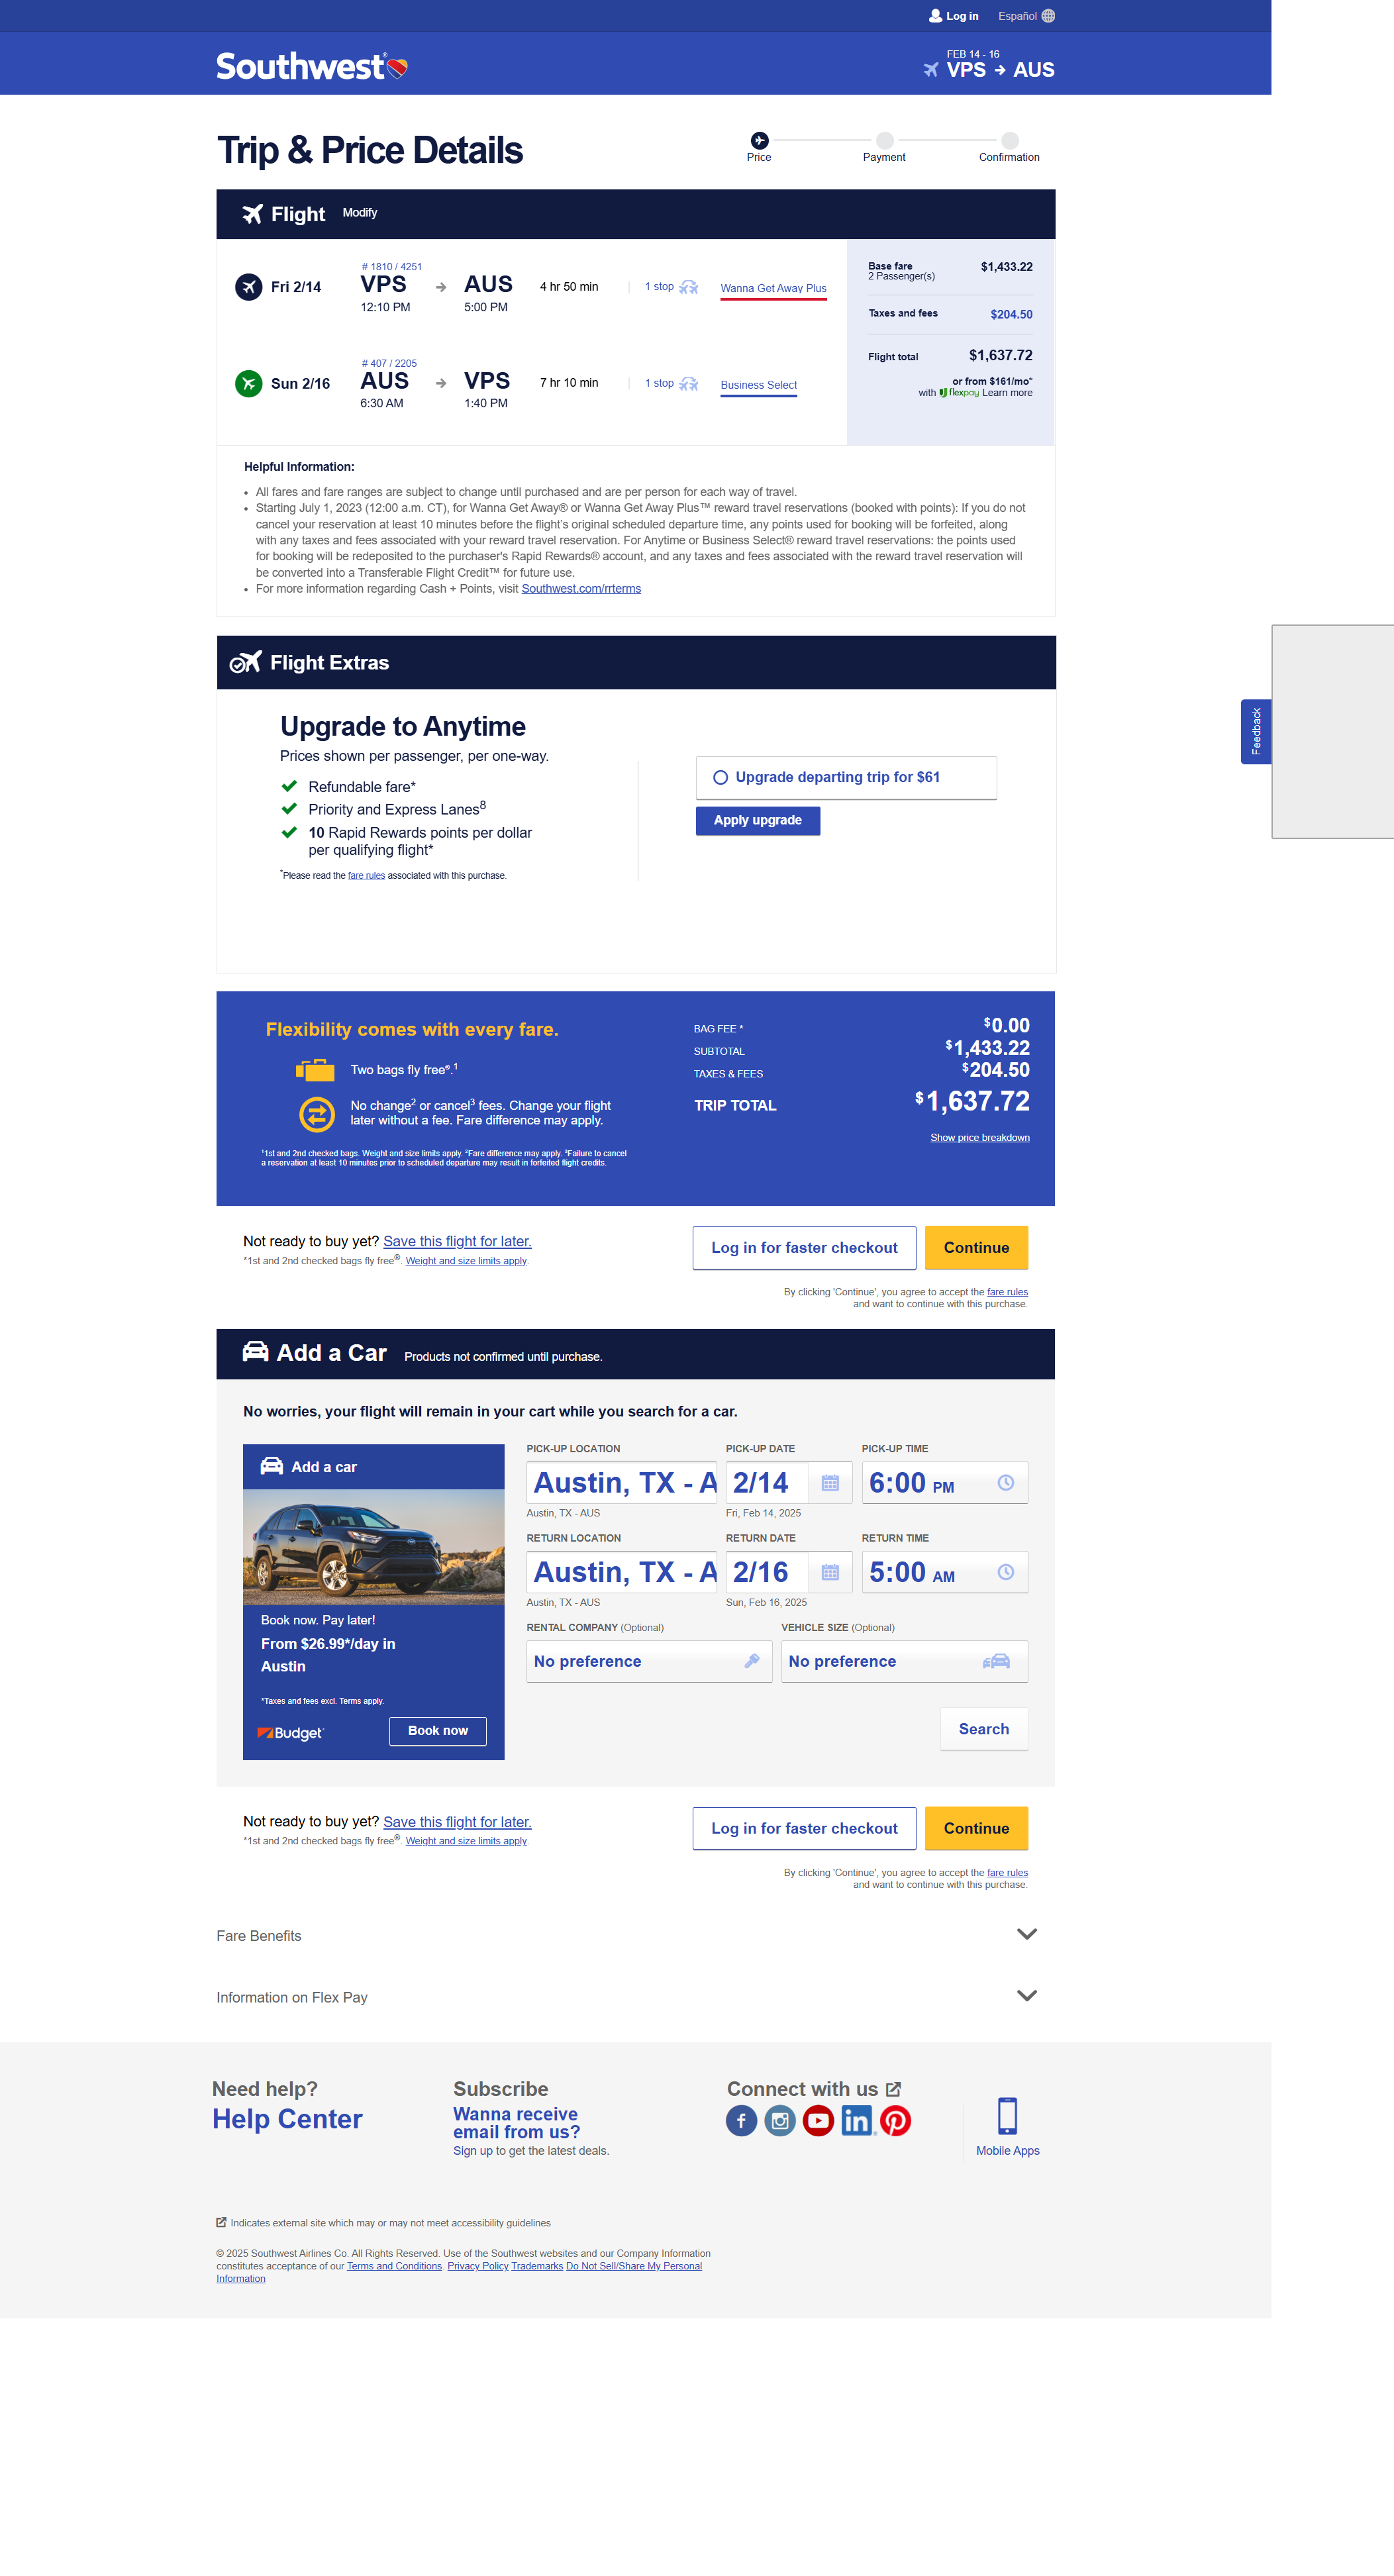 Log in
Español
Southwest®
FEB 14 - 16
VPS → AUS
Trip & Price Details
Price
Payment
Confirmation
Flight
Modify
Fri 2/14
# 1810 / 4251
VPS → AUS
12:10 PM
5:00 PM
4 hr 50 min
1 stop
Wanna Get Away Plus
Sun 2/16
# 407 / 2205
AUS → VPS
6:30 AM
1:40 PM
7 hr 10 min
1 stop
Business Select
Base fare
2 Passenger(s)
$1,433.22
Taxes and fees
$204.50
Flight total
$1,637.72
or from $161/mo*
with flexpay Learn more
Helpful Information:
• All fares and fare ranges are subject to change until purchased and are per person for each way of travel.
• Starting July 1, 2023 (12:00 a.m. CT), for Wanna Get Away® or Wanna Get Away Plus™ reward travel reservations (booked with points): If you do not
cancel your reservation at least 10 minutes before the flight's original scheduled departure time, any points used for booking will be forfeited, along
with any taxes and fees associated with your reward travel reservation. For Anytime or Business Select® reward travel reservations: the points used
for booking will be redeposited to the purchaser's Rapid Rewards® account, and any taxes and fees associated with the reward travel reservation will
be converted into a Transferable Flight Credit™ for future use.
• For more information regarding Cash + Points, visit Southwest.com/rrterms
Flight Extras
Upgrade to Anytime
Prices shown per passenger, per one-way.
Refundable fare*
Priority and Express Lanes8
10 Rapid Rewards points per dollar
per qualifying flight*
*Please read the fare rules associated with this purchase.
Upgrade departing trip for $61
Apply upgrade
Feedback
Flexibility comes with every fare.
Two bags fly free®.1
No change2 or cancel3 fees. Change your flight
later without a fee. Fare difference may apply.
1 1st and 2nd checked bags. Weight and size limits apply. 2Fare difference may apply. 3Failure to cancel
a reservation at least 10 minutes prior to scheduled departure may result in forfeited flight credits.
BAG FEE *
$0.00
SUBTOTAL
$1,433.22
TAXES & FEES
$204.50
TRIP TOTAL
$1,637.72
Show price breakdown
Not ready to buy yet? Save this flight for later.
*1st and 2nd checked bags fly free®. Weight and size limits apply.
Log in for faster checkout
Continue
By clicking 'Continue', you agree to accept the fare rules
and want to continue with this purchase.
Add a Car
Products not confirmed until purchase.
No worries, your flight will remain in your cart while you search for a car.
Add a car
Book now. Pay later!
From $26.99*/day in
Austin
*Taxes and fees excl. Terms apply.
Budget
Book now
PICK-UP LOCATION
PICK-UP DATE
PICK-UP TIME
Austin, TX - A
2/14
6:00 PM
Austin, TX - AUS
Fri, Feb 14, 2025
RETURN LOCATION
RETURN DATE
RETURN TIME
Austin, TX - A
2/16
5:00 AM
Austin, TX - AUS
Sun, Feb 16, 2025
RENTAL COMPANY (Optional)
VEHICLE SIZE (Optional)
No preference
No preference
Search
Not ready to buy yet? Save this flight for later.
*1st and 2nd checked bags fly free®. Weight and size limits apply.
Log in for faster checkout
Continue
By clicking 'Continue', you agree to accept the fare rules
and want to continue with this purchase.
Fare Benefits
Information on Flex Pay
Need help?
Help Center
Subscribe
Wanna receive
email from us?
Sign up to get the latest deals.
Connect with us
Mobile Apps
Indicates external site which may or may not meet accessibility guidelines
© 2025 Southwest Airlines Co. All Rights Reserved. Use of the Southwest websites and our Company Information
constitutes acceptance of our Terms and Conditions. Privacy Policy Trademarks Do Not Sell/Share My Personal
Information